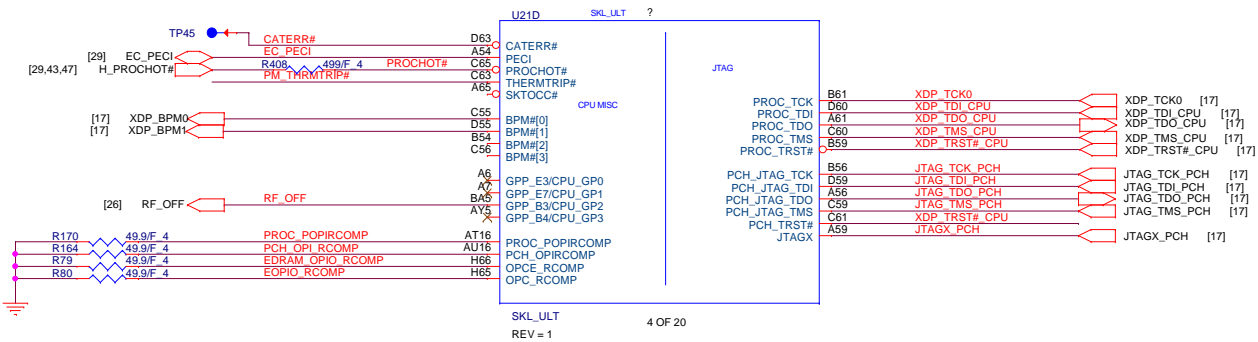 U21D SKL_ULT ?
TP45 CATERR# D63 CATERR#
[29] EC_PECI EC_PECI A54 PECI
[29,43,47] H_PROCHOT# R408 499/F_4 PROCHOT# C65 PROCHOT# JTAG
PM_THRMTRIP# C63 THERMTRIP#
A65 SKTOCC#
CPU MISC
[17] XDP_BPM0 C55 BPM#[0]
[17] XDP_BPM1 D55 BPM#[1]
B54 BPM#[2]
C56 BPM#[3]
PROC_TCK B61 XDP_TCK0 XDP_TCK0 [17]
PROC_TDI D60 XDP_TDI_CPU XDP_TDI_CPU [17]
PROC_TDO A61 XDP_TDO_CPU XDP_TDO_CPU [17]
PROC_TMS C60 XDP_TMS_CPU XDP_TMS_CPU [17]
PROC_TRST# B59 XDP_TRST#_CPU XDP_TRST#_CPU [17]
A6 GPP_E3/CPU_GP0
A7 GPP_E7/CPU_GP1
[26] RF_OFF RF_OFF BA5 GPP_B3/CPU_GP2
AY5 GPP_B4/CPU_GP3
PCH_JTAG_TCK B56 JTAG_TCK_PCH JTAG_TCK_PCH [17]
PCH_JTAG_TDI D59 JTAG_TDI_PCH JTAG_TDI_PCH [17]
PCH_JTAG_TDO A56 JTAG_TDO_PCH JTAG_TDO_PCH [17]
PCH_JTAG_TMS C59 JTAG_TMS_PCH JTAG_TMS_PCH [17]
PCH_TRST# C61 XDP_TRST#_CPU
JTAGX A59 JTAGX_PCH JTAGX_PCH [17]
R170 49.9/F_4 PROC_POPIRCOMP AT16 PROC_POPIRCOMP
R164 49.9/F_4 PCH_OPI_RCOMP AU16 PCH_OPIRCOMP
R79 49.9/F_4 EDRAM_OPIO_RCOMP H66 OPCE_RCOMP
R80 49.9/F_4 EOPIO_RCOMP H65 OPC_RCOMP
SKL_ULT 4 OF 20
REV = 1